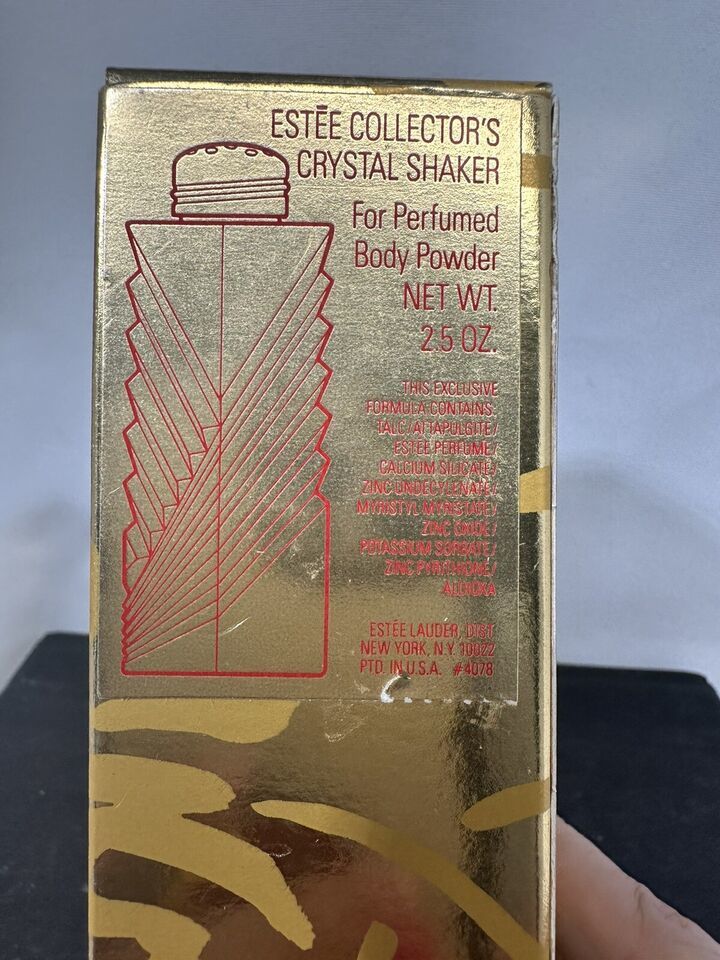 ESTĒE COLLECTOR'S
CRYSTAL SHAKER
For Perfumed
Body Powder
NET WT.
2.5 OZ.
THIS EXCLUSIVE
FORMULA CONTAINS:
TALC/ATTAPULGITE/
ESTĒE PERFUME/
CALCIUM SILICATE/
ZINC UNDECYLENATE/
MYRISTYL MYRISTATE/
ZINC OXIDE/
POTASSIUM SORBATE/
ZINC PYRITHIONE/
ALDIOXA
ESTĒE LAUDER, DIST.
NEW YORK, N.Y. 10022
PTD. IN U.S.A. #4078